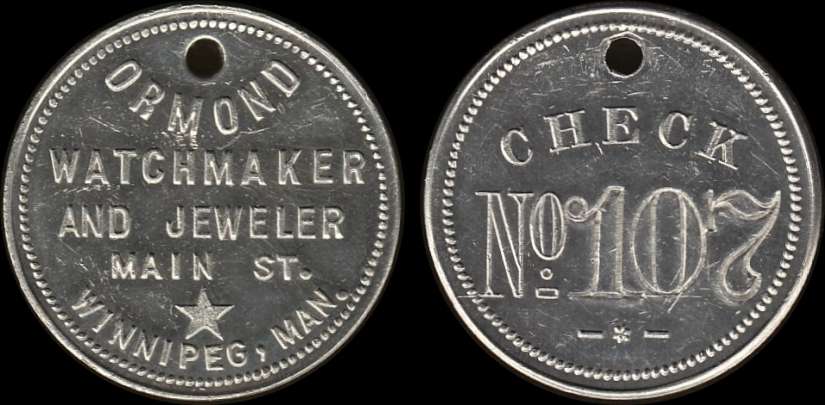 ORMOND
WATCHMAKER
AND JEWELER
MAIN ST.
WINNIPEG, MAN.
CHECK
No. 107